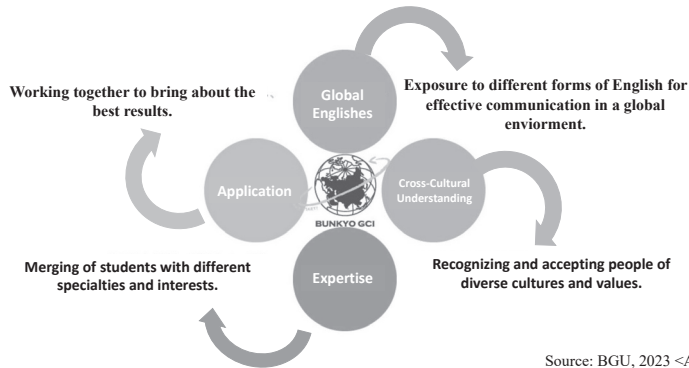 Global
Englishes
Exposure to different forms of English for
effective communication in a global
enviorment.
Working together to bring about the
best results.
Application
Cross-Cultural
Understanding
BUNKYO GCI
Expertise
Merging of students with different
specialties and interests.
Recognizing and accepting people of
diverse cultures and values.
Source: BGU, 2023 <A